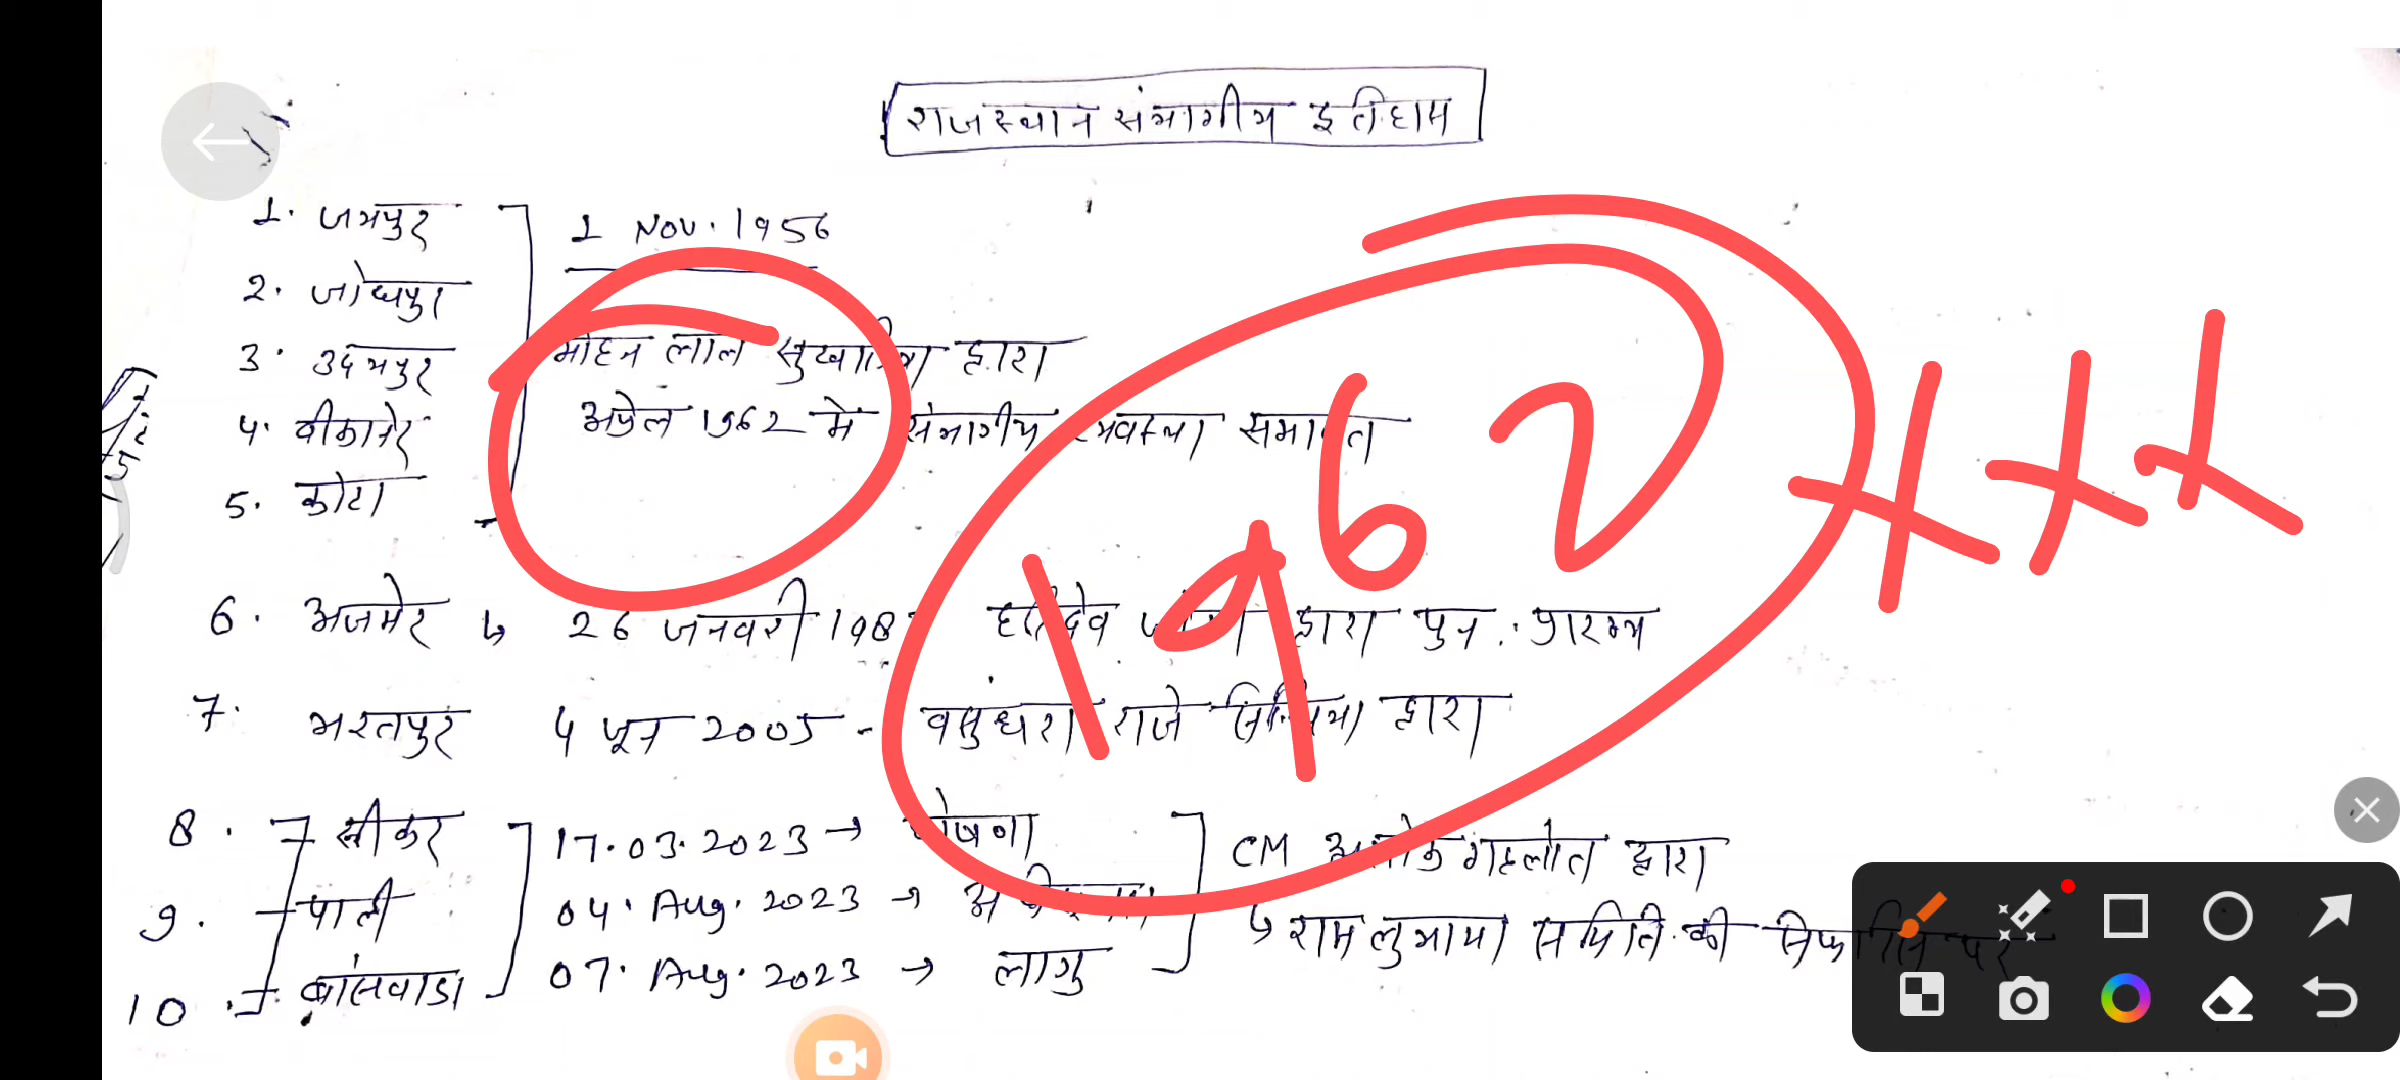 राजस्थान संभागीय इतिहास
1. जयपुर
2. जोधपुर
3. उदयपुर
4. बीकानेर
5. कोटा
1 Nov. 1956
मोहन लाल सुखाड़िया द्वारा
अप्रेल 1962 में संभागीय व्यवस्था समाप्त
1962
6. अजमेर ↳ 26 जनवरी 198 हरिदेव द्वारा पुन: प्रारम्भ
7. भरतपुर 4 जून 2005 - वसुंधरा राजे सिंधिया द्वारा
8. सीकर
9. पाली
10. बांसवाडा
17.03.2023 → घोषणा
04. Aug. 2023 →
07. Aug. 2023 → लागु
CM अशोक गहलोत द्वारा
↳ राम लुभाया समिति की सिफारिश पर